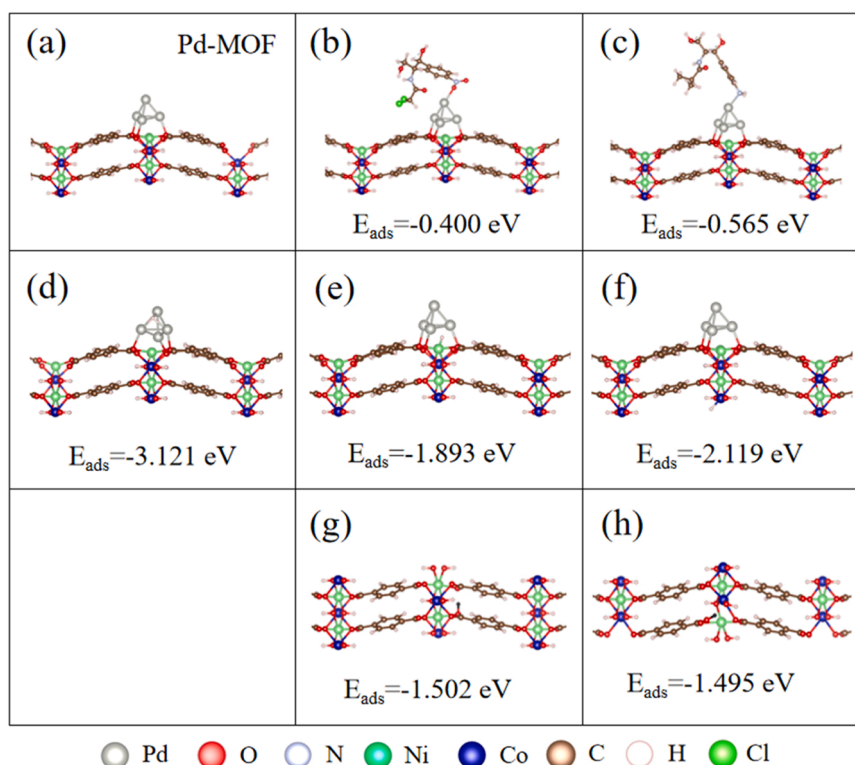 (a) Pd-MOF
(b)
(c)
E_ads=-0.400 eV
E_ads=-0.565 eV
(d)
(e)
(f)
E_ads=-3.121 eV
E_ads=-1.893 eV
E_ads=-2.119 eV
(g)
(h)
E_ads=-1.502 eV
E_ads=-1.495 eV
Pd O N Ni Co C H Cl